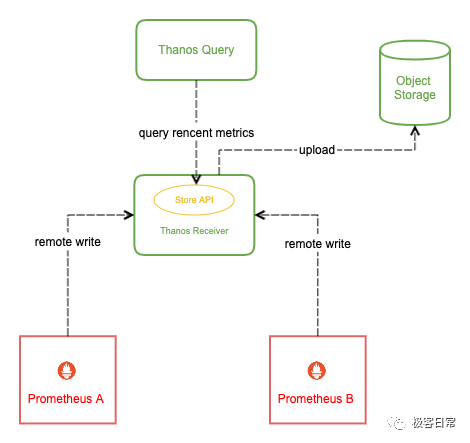 Thanos Query
Object
Storage
query rencent metrics
upload
Store API
Thanos Receiver
remote write
remote write
Prometheus A
Prometheus B
极客日常